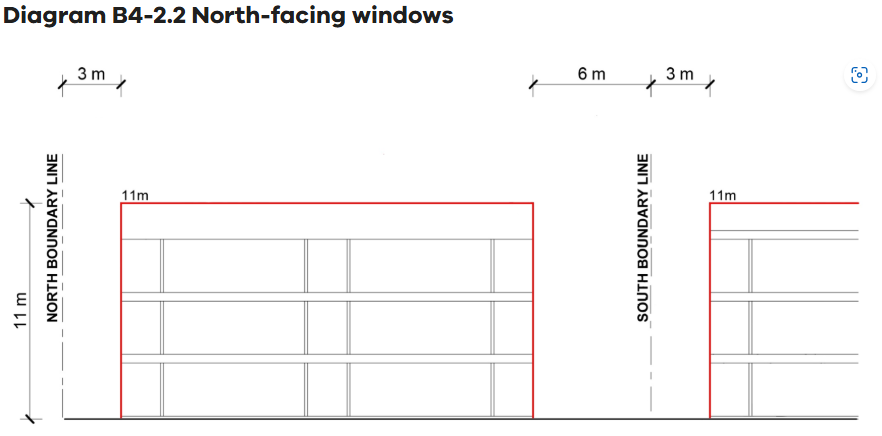 Diagram B4-2.2 North-facing windows
3 m
6 m
3 m
NORTH BOUNDARY LINE
11m
SOUTH BOUNDARY LINE
11m
11 m